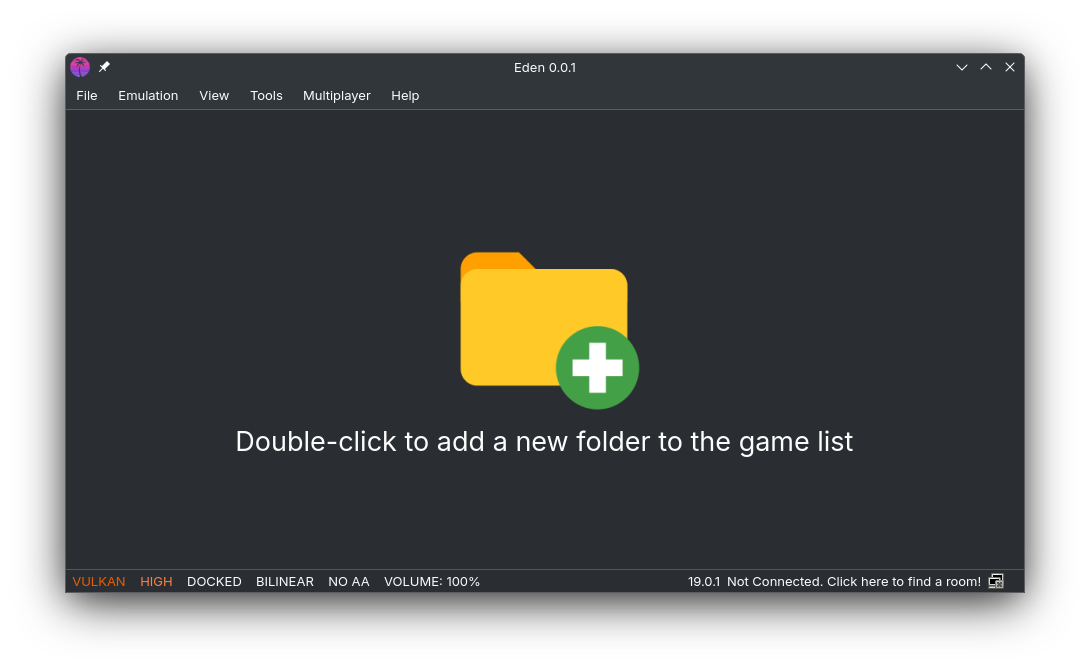 Eden 0.0.1
File Emulation View Tools Multiplayer Help
Double-click to add a new folder to the game list
VULKAN HIGH DOCKED BILINEAR NO AA VOLUME: 100% 19.0.1 Not Connected. Click here to find a room!